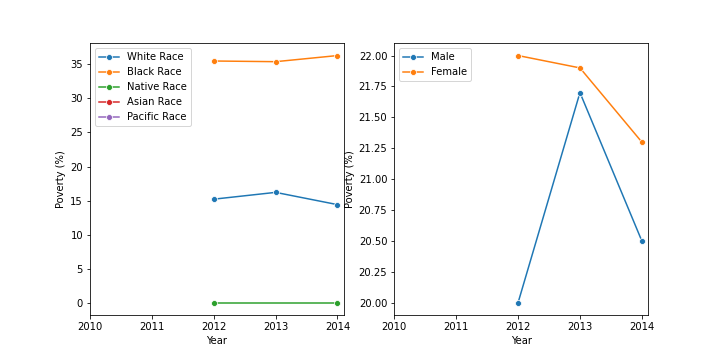 White Race
Black Race
Native Race
Asian Race
Pacific Race
35
30
25
20
15
10
5
0
Poverty (%)
2010 2011 2012 2013 2014
Year
Male
Female
22.00
21.75
21.50
21.25
21.00
20.75
20.50
20.25
20.00
Poverty (%)
2010 2011 2012 2013 2014
Year